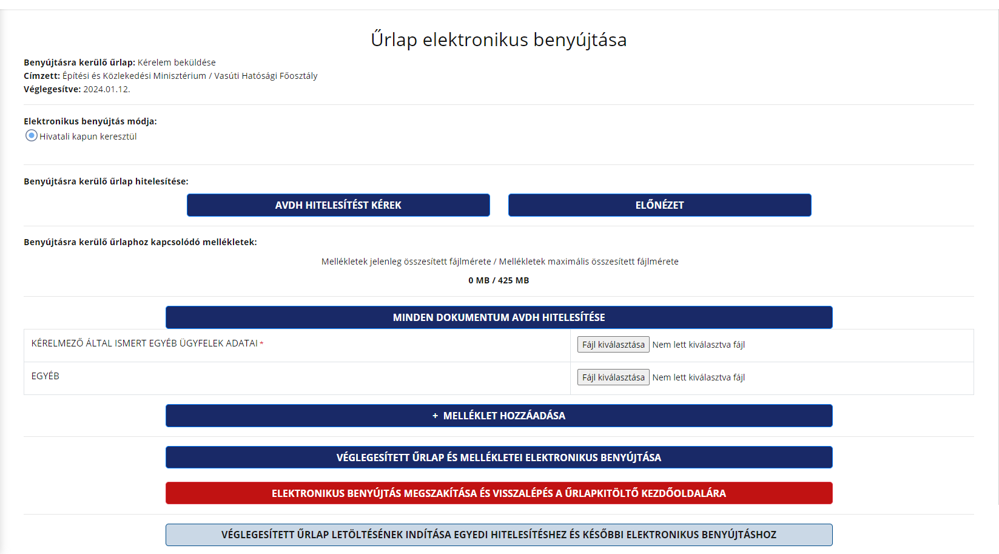 Űrlap elektronikus benyújtása
Benyújtásra kerülő űrlap: Kérelem beküldése
Címzett: Építési és Közlekedési Minisztérium / Vasúti Hatósági Főosztály
Véglegesítve: 2024.01.12.
Elektronikus benyújtás módja:
Hivatali kapun keresztül
Benyújtásra kerülő űrlap hitelesítése:
AVDH HITELESÍTÉST KÉREK
ELŐNÉZET
Benyújtásra kerülő űrlaphoz kapcsolódó mellékletek:
Mellékletek jelenleg összesített fájlmérete / Mellékletek maximális összesített fájlmérete
0 MB / 425 MB
MINDEN DOKUMENTUM AVDH HITELESÍTÉSE
KÉRELMEZŐ ÁLTAL ISMERT EGYÉB ÜGYFELEK ADATAI *
Fájl kiválasztása Nem lett kiválasztva fájl
EGYÉB
Fájl kiválasztása Nem lett kiválasztva fájl
+ MELLÉKLET HOZZÁADÁSA
VÉGLEGESÍTETT ŰRLAP ÉS MELLÉKLETEI ELEKTRONIKUS BENYÚJTÁSA
ELEKTRONIKUS BENYÚJTÁS MEGSZAKÍTÁSA ÉS VISSZALÉPÉS A ŰRLAPKITÖLTŐ KEZDŐOLDALÁRA
VÉGLEGESÍTETT ŰRLAP LETÖLTÉSÉNEK INDÍTÁSA EGYEDI HITELESÍTÉSHEZ ÉS KÉSŐBBI ELEKTRONIKUS BENYÚJTÁSHOZ